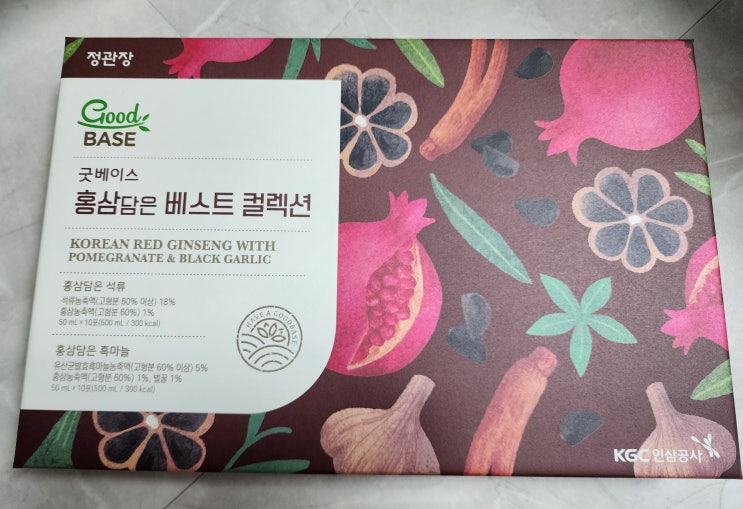 정관장
Good
BASE
굿베이스
홍삼담은 베스트 컬렉션
KOREAN RED GINSENG WITH
POMEGRANATE & BLACK GARLIC
홍삼담은 석류
석류농축액(고형분 60% 이상) 18%
홍삼농축액(고형분 60%) 1%
50 mL × 10포(500 mL / 300 kcal)
HAVE A GOODBASE
홍삼담은 흑마늘
유산균발효흑마늘농축액(고형분 60% 이상) 5%
홍삼농축액(고형분 60%) 1%, 벌꿀 1%
50 mL × 10포(500 mL / 300 kcal)
KGC 인삼공사